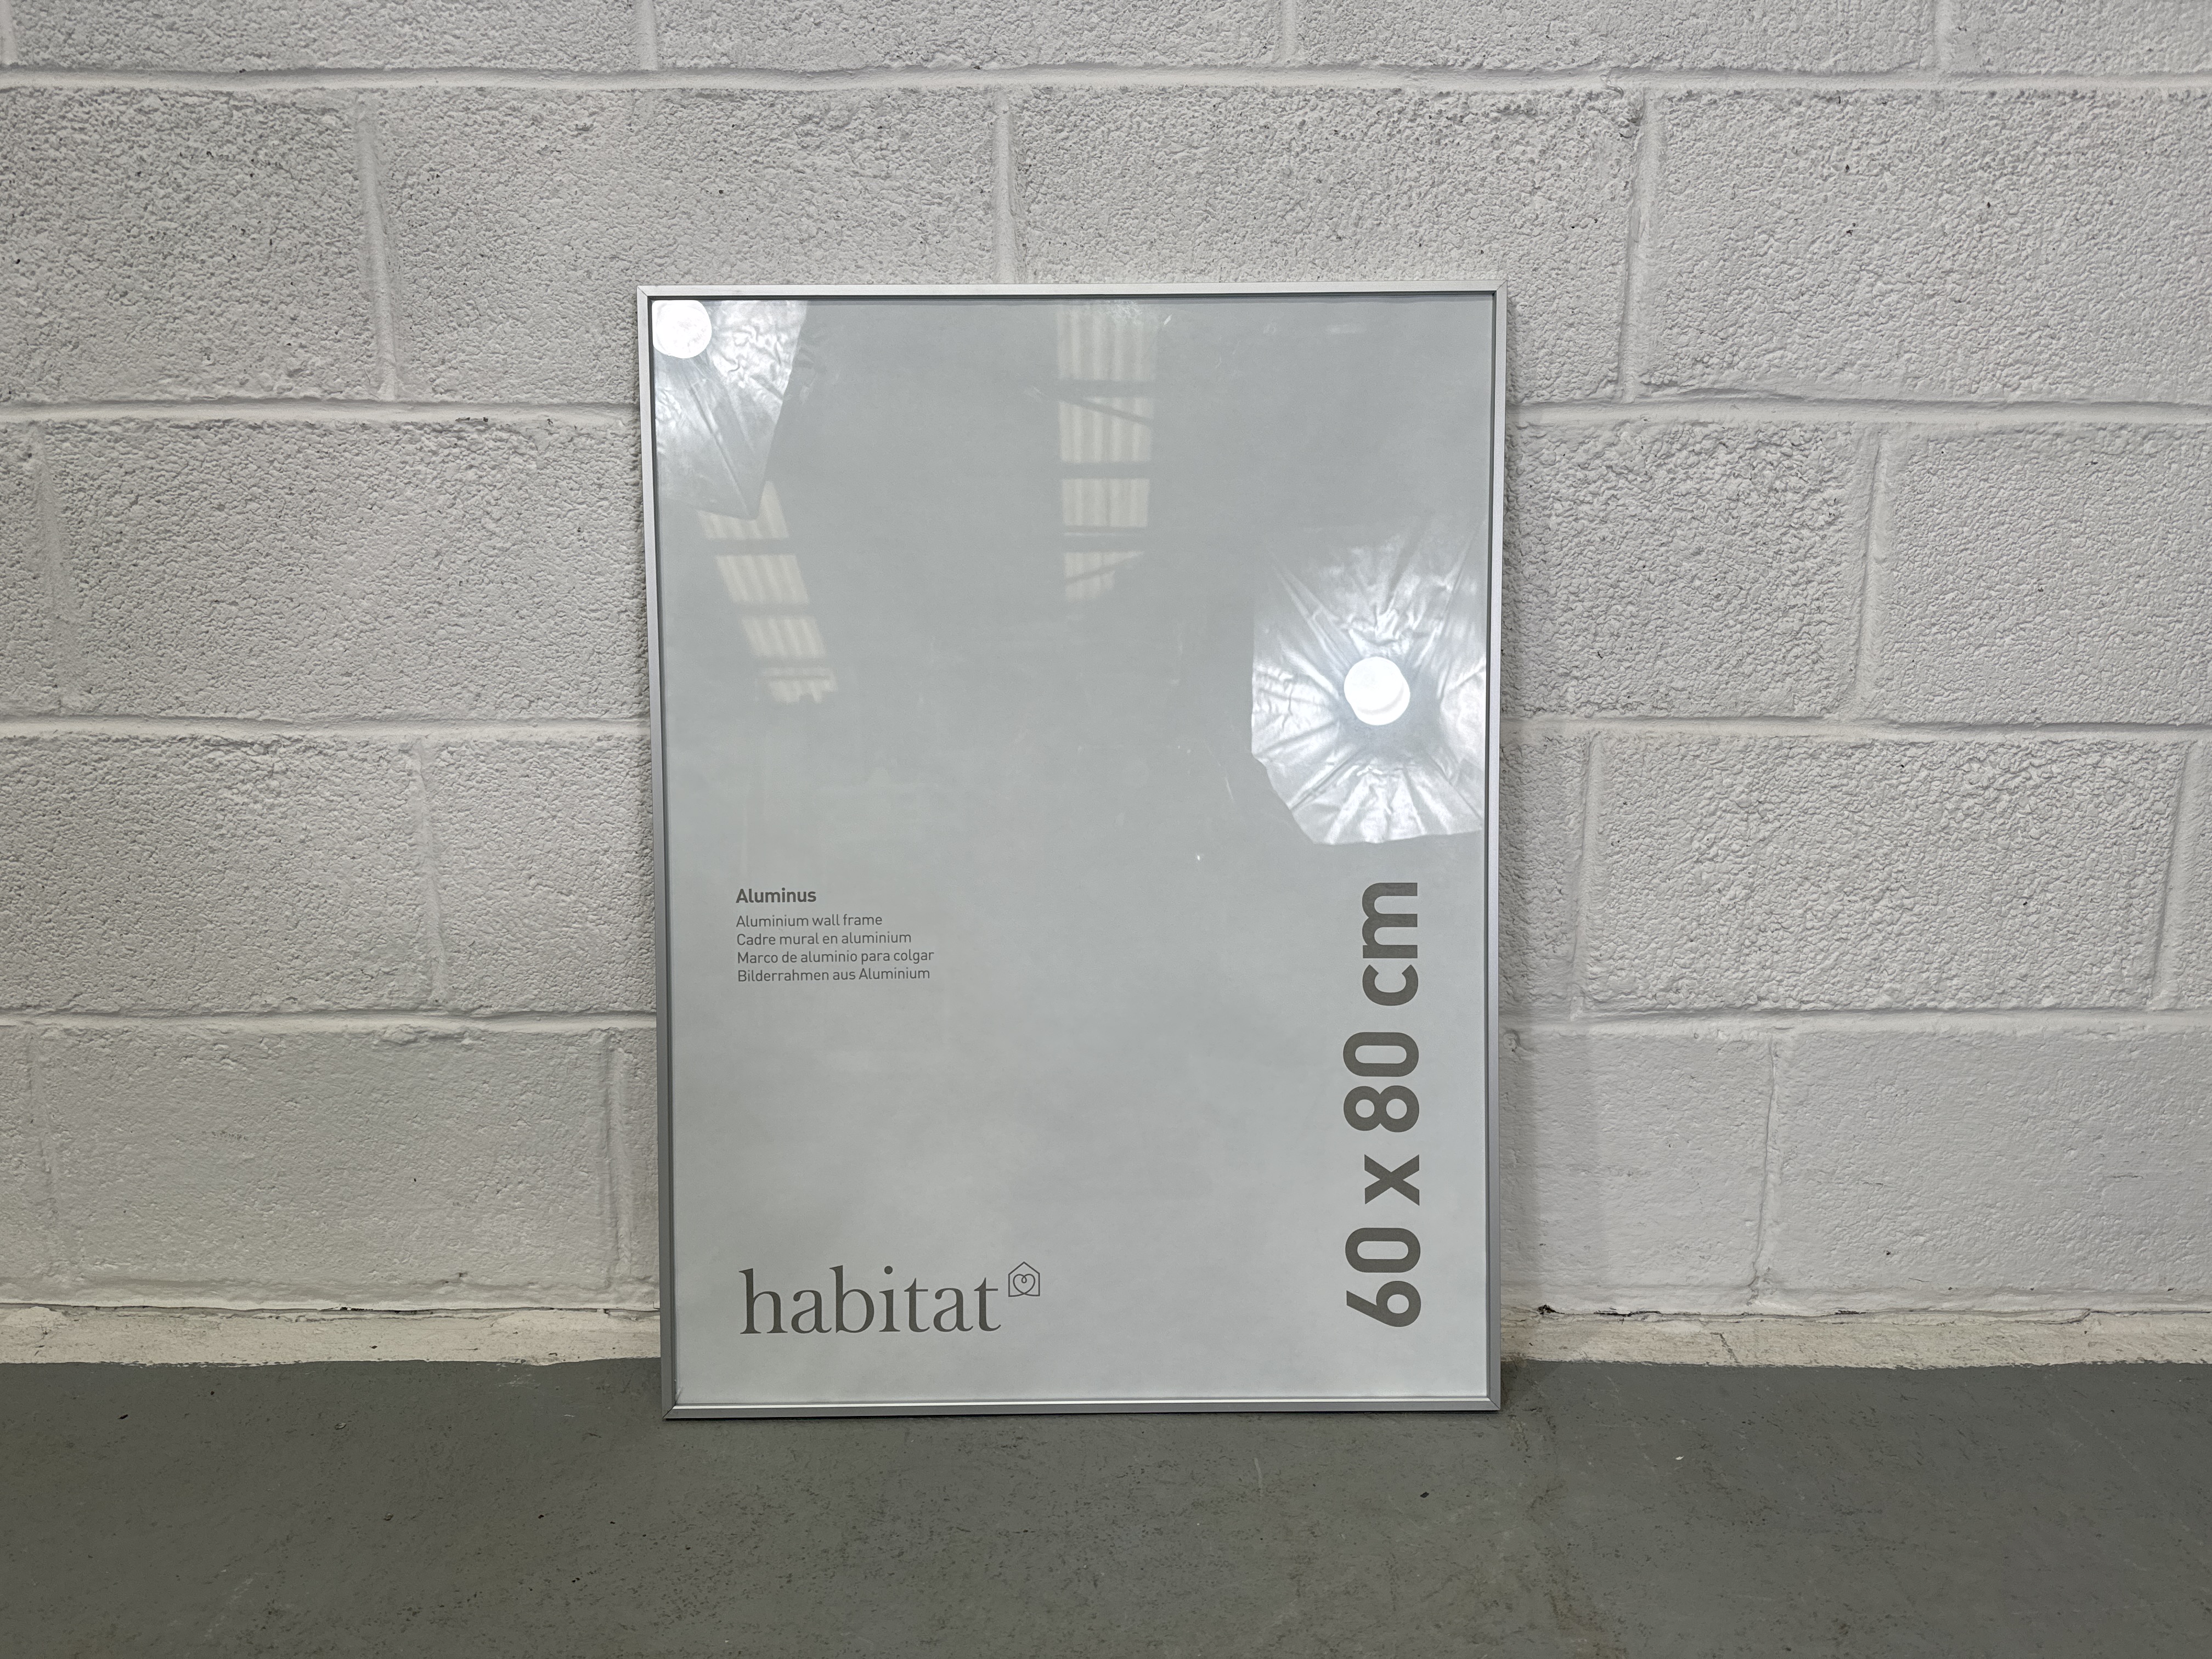 Aluminus
Aluminium wall frame
Cadre mural en aluminium
Marco de aluminio para colgar
Bilderrahmen aus Aluminium
60 x 80 cm
habitat